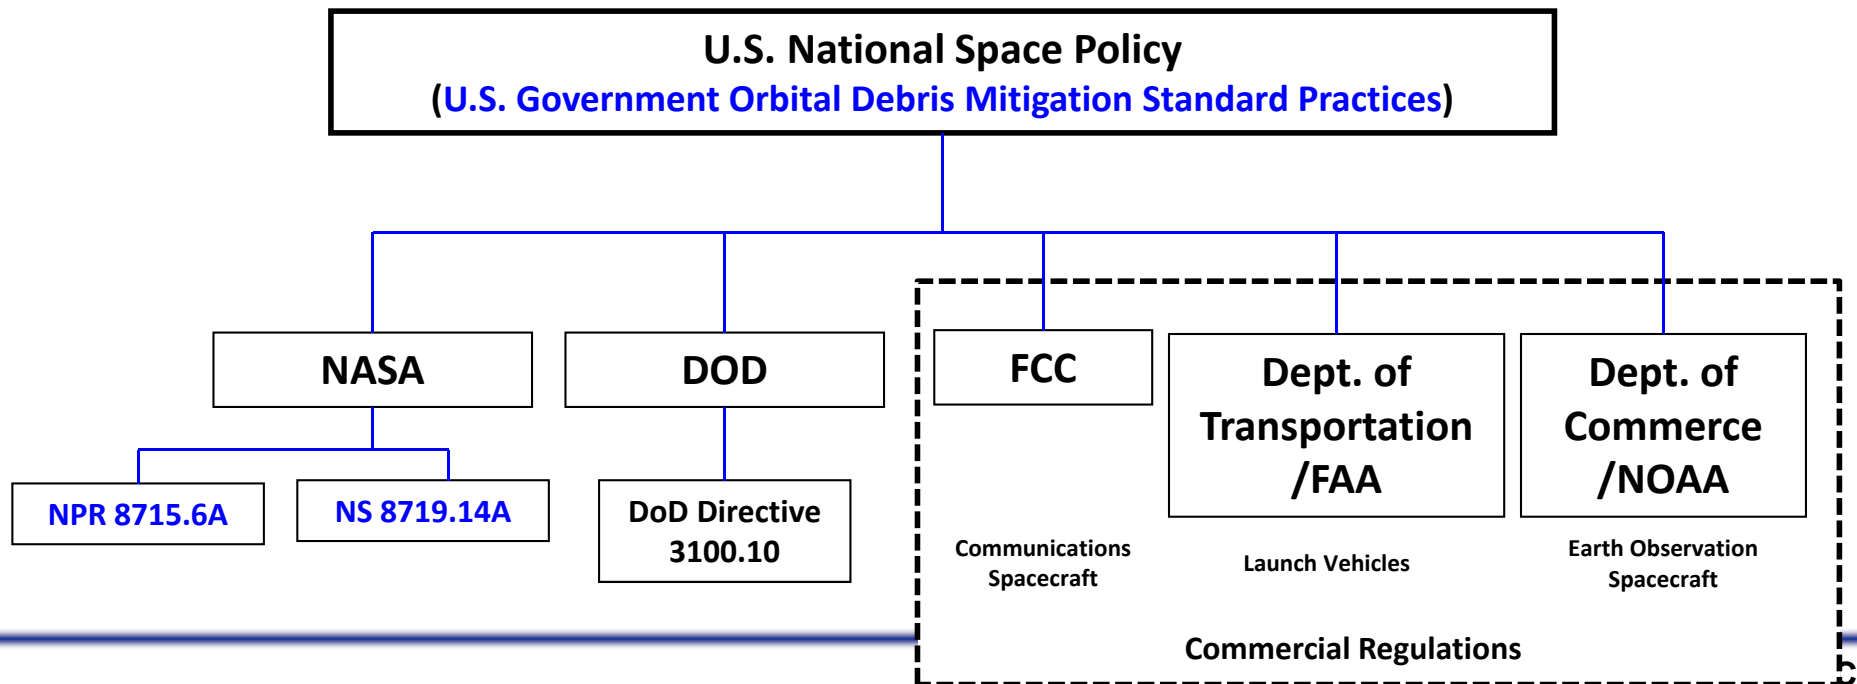 U.S. National Space Policy
(U.S. Government Orbital Debris Mitigation Standard Practices)
NASA
DOD
FCC
Dept. of
Transportation
/FAA
Dept. of
Commerce
/NOAA
NPR 8715.6A
NS 8719.14A
DoD Directive
3100.10
Communications
Spacecraft
Launch Vehicles
Earth Observation
Spacecraft
Commercial Regulations